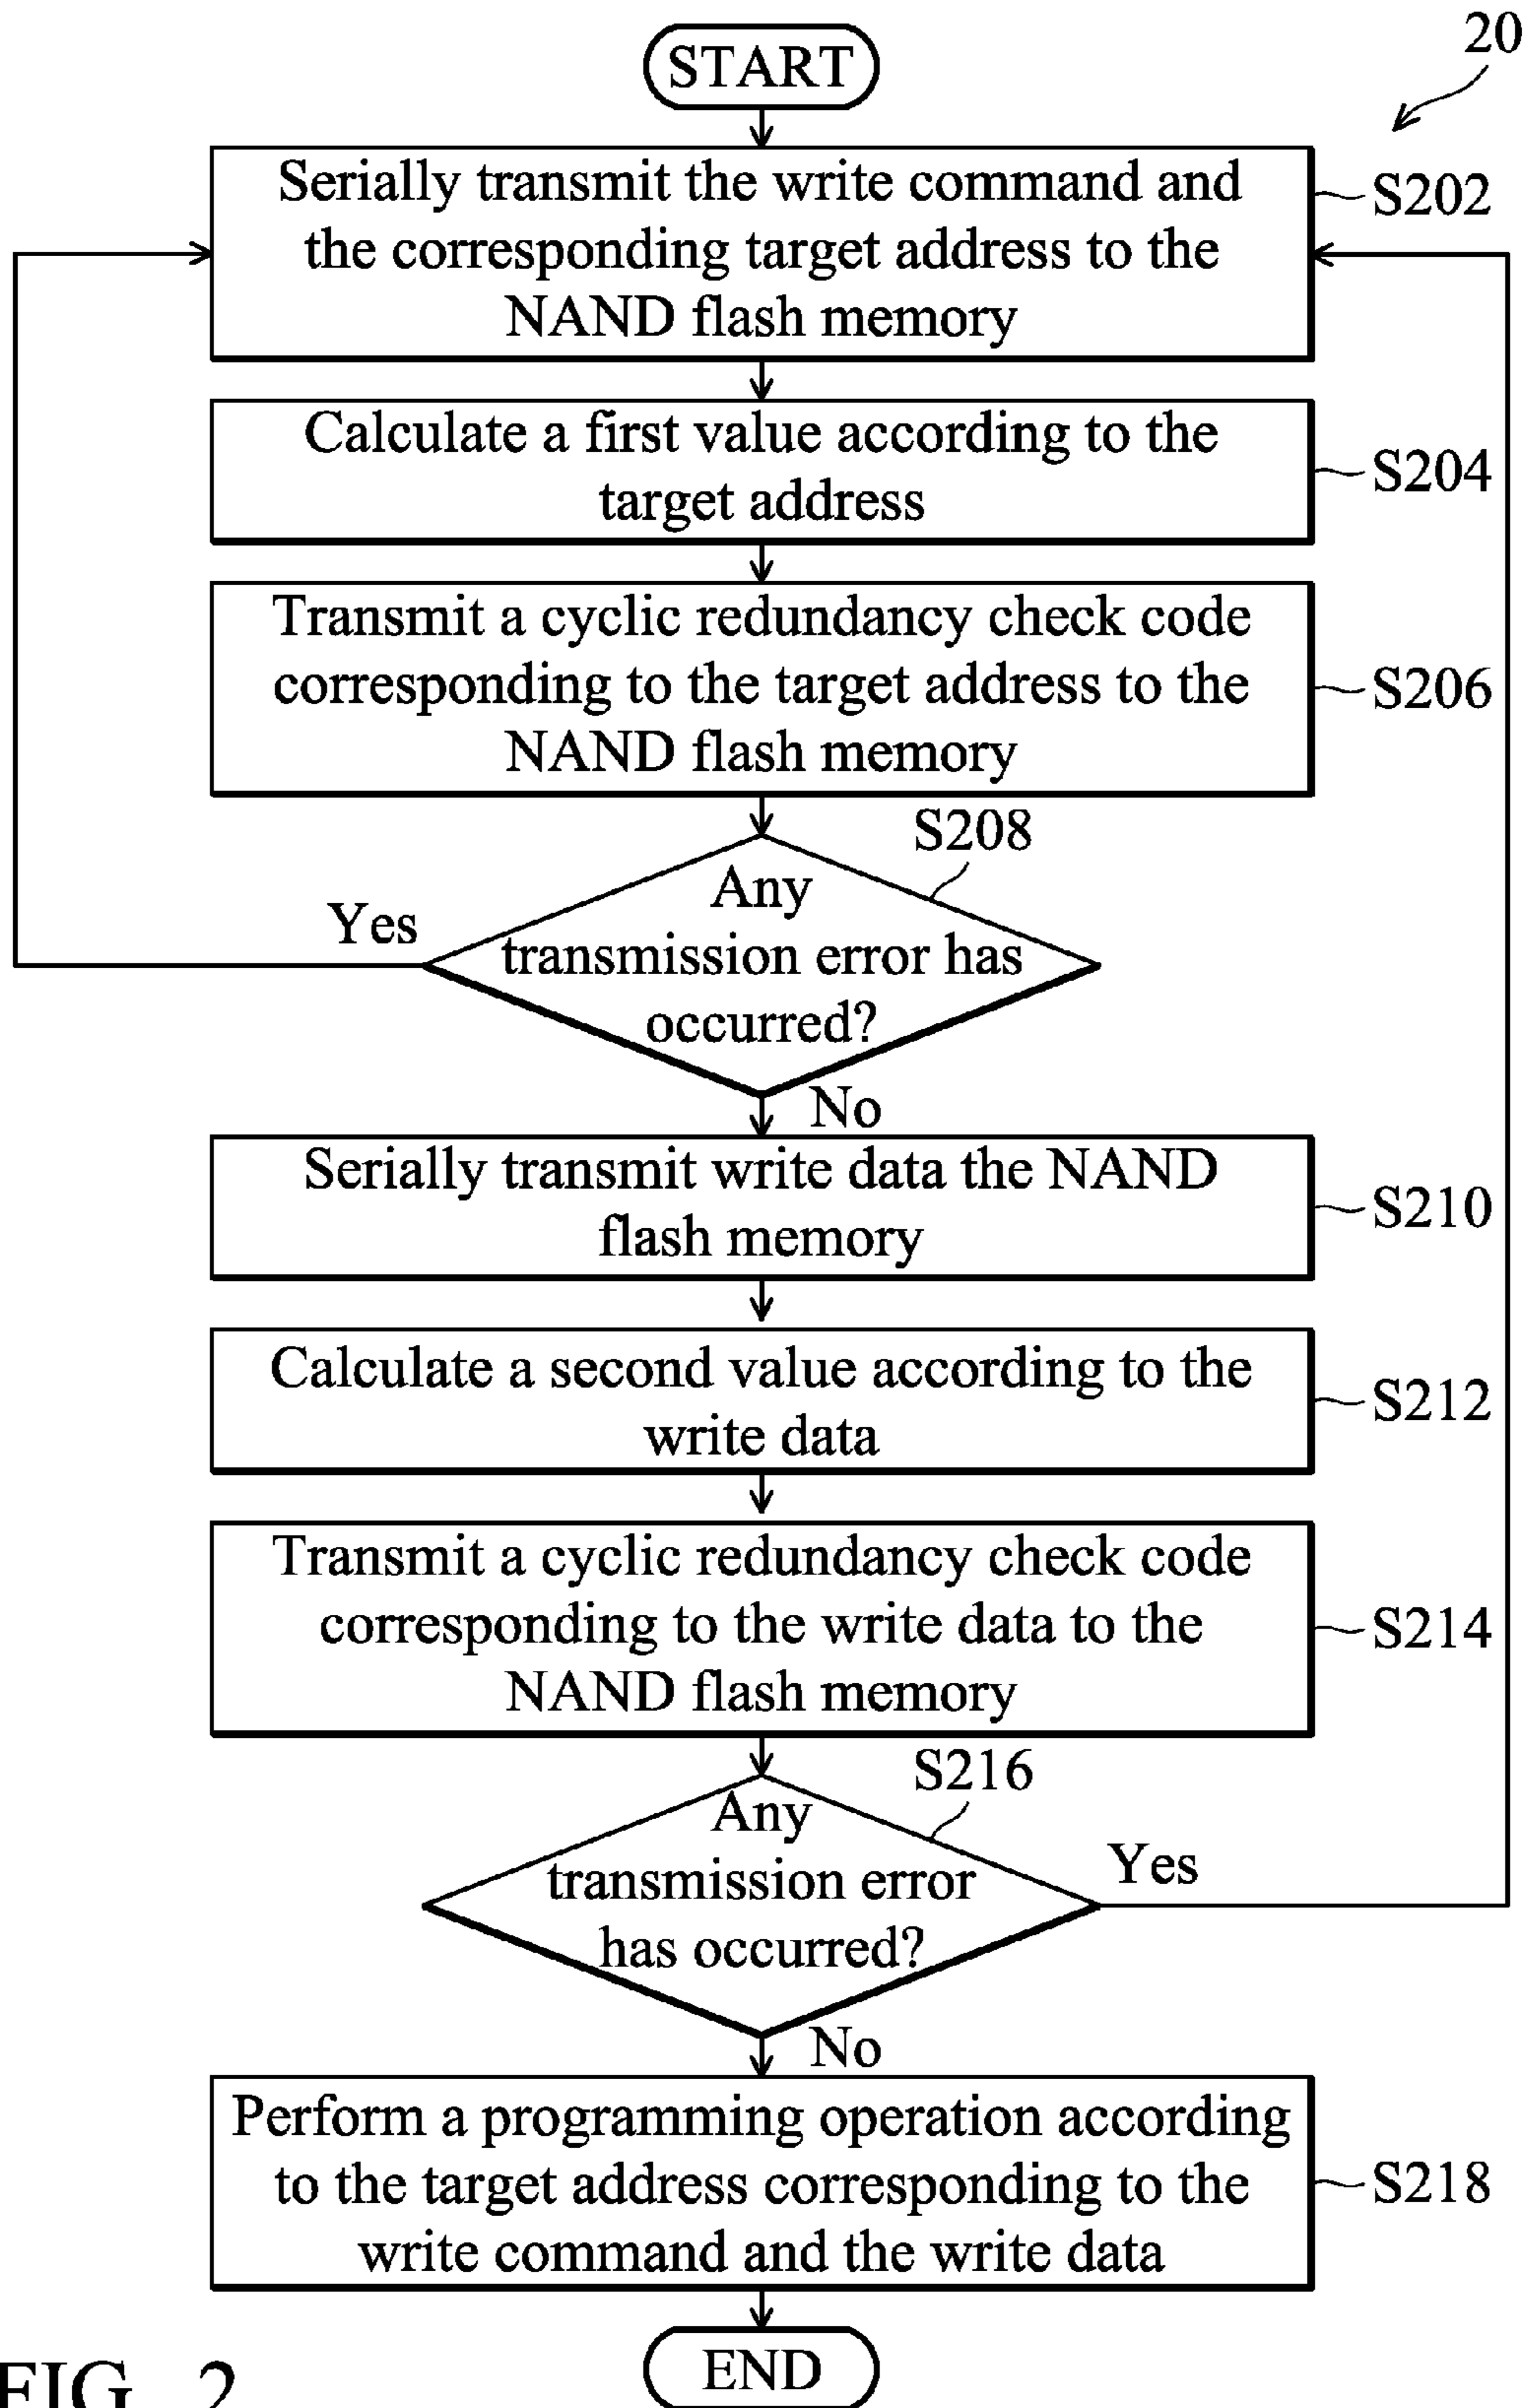 20
START
Serially transmit the write command and
the corresponding target address to the
NAND flash memory
S202
Calculate a first value according to the
target address
S204
Transmit a cyclic redundancy check code
corresponding to the target address to the
NAND flash memory
S206
S208
Any
transmission error has
occurred?
Yes
No
Serially transmit write data the NAND
flash memory
S210
Calculate a second value according to the
write data
S212
Transmit a cyclic redundancy check code
corresponding to the write data to the
NAND flash memory
S214
S216
Any
transmission error
has occurred?
Yes
No
Perform a programming operation according
to the target address corresponding to the
write command and the write data
S218
END
FIG. 2